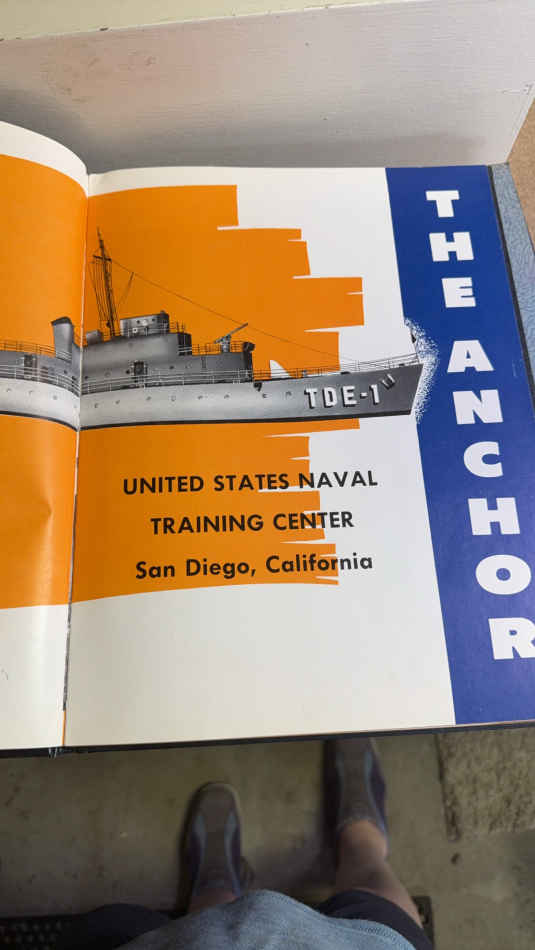 THE ANCHOR
TDE-1
UNITED STATES NAVAL
TRAINING CENTER
San Diego, California